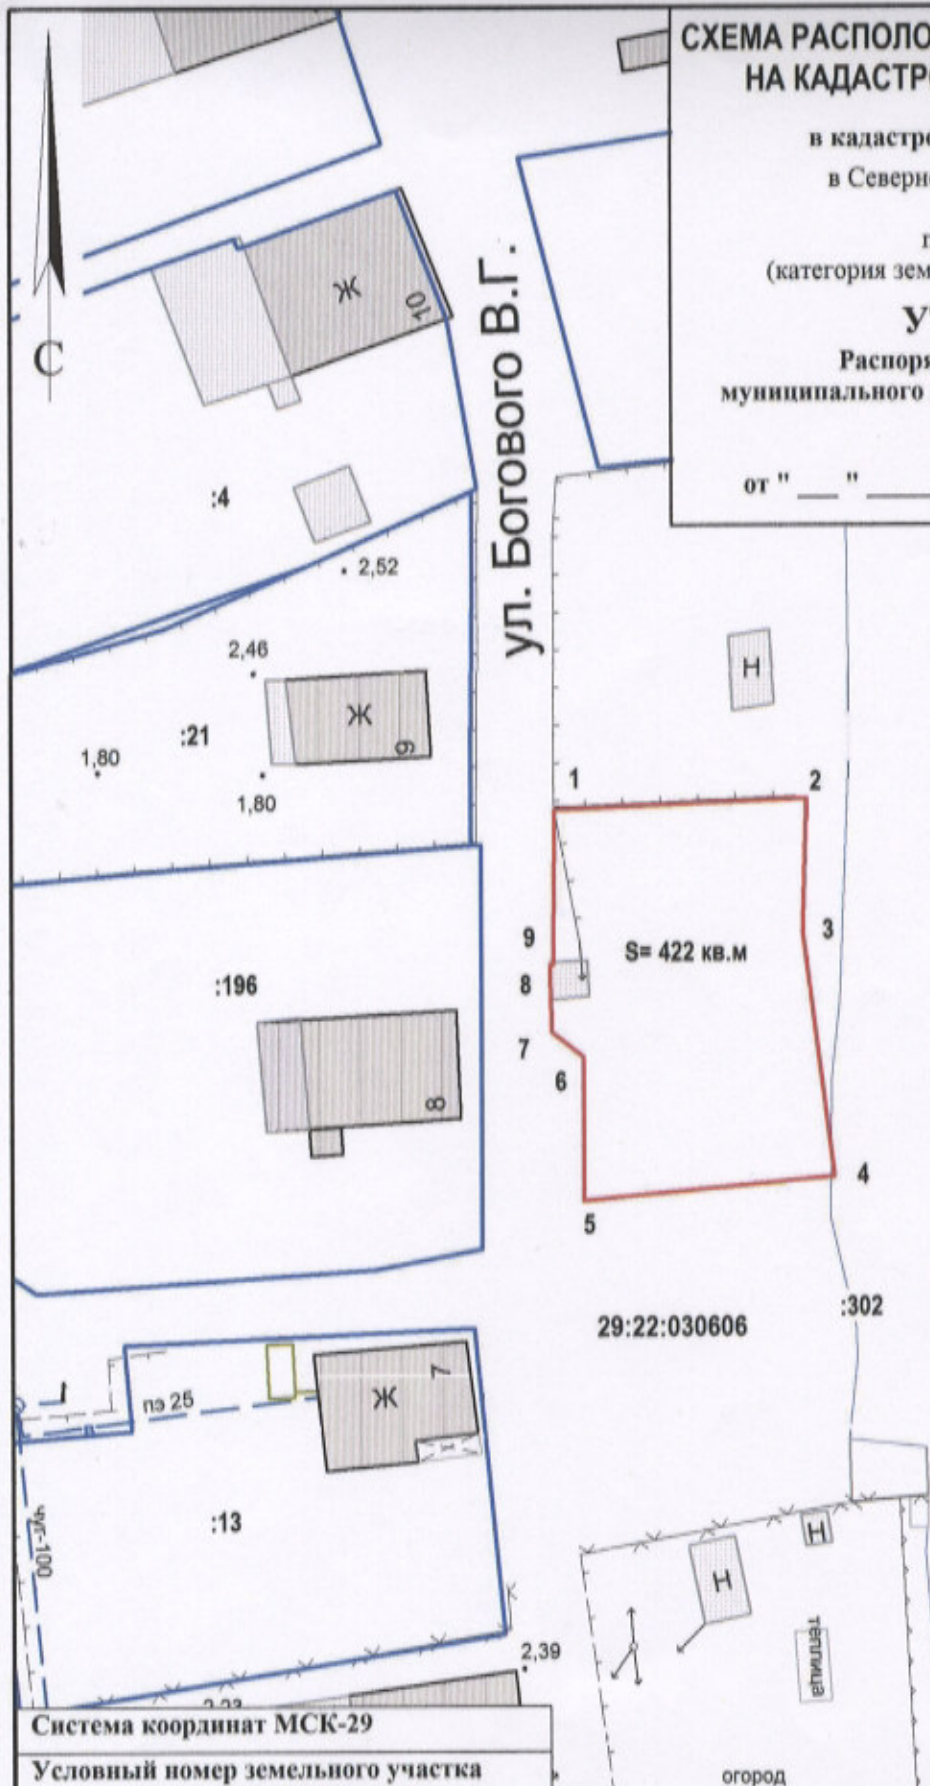 СХЕМА РАСПОЛО
НА КАДАСТР
в кадастр
в Северн
(категория зем
У
Распоря
муниципального
от " ___ " ______
С
ул. Богового В.Г.
Ж
10
:4
2,52
2,46
Ж
9
:21
1,80
1,80
Н
1
2
3
4
5
6
7
8
9
S= 422 кв.м
:196
8
29:22:030606
:302
Ж
7
пэ 25
чуг-100
:13
Н
Н
теплица
2,39
огород
Система координат МСК-29
Условный номер земельного участка